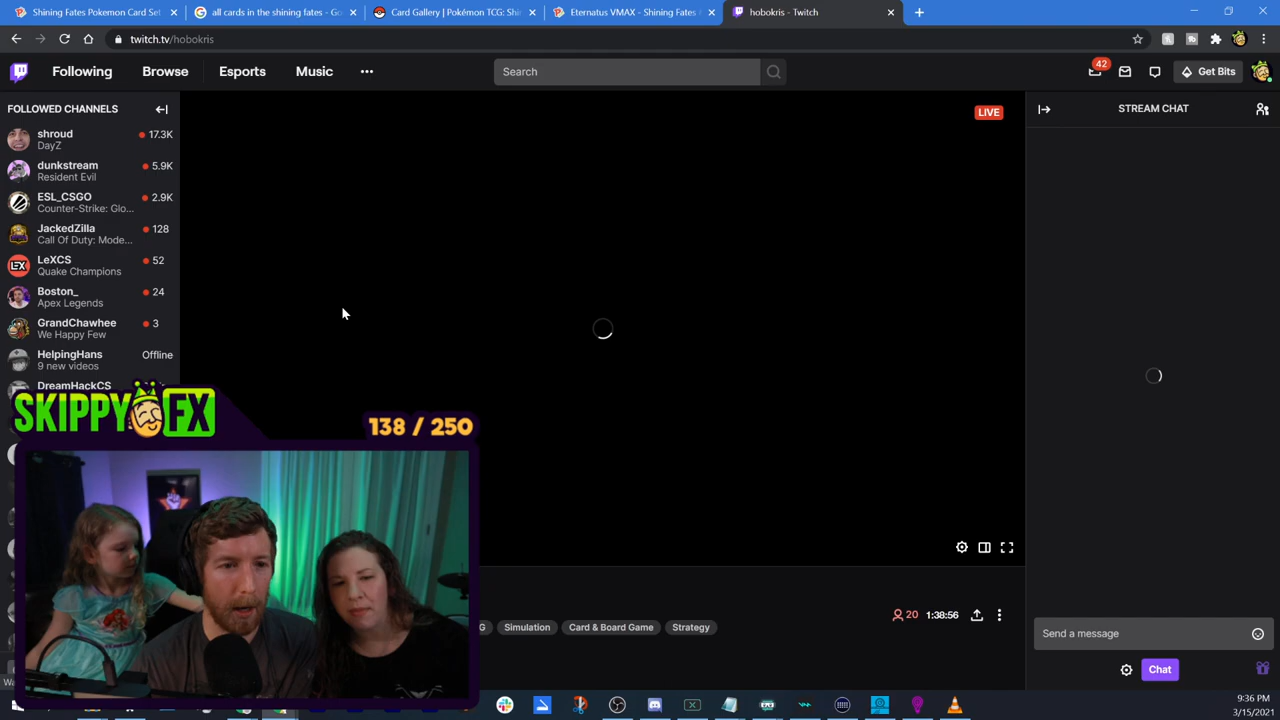 Shining Fates Pokemon Card Set
all cards in the shining fates - Go
Card Gallery | Pokémon TCG: Shi
Eternatus VMAX - Shining Fates
hobokris - Twitch
twitch.tv/hobokris
Following
Browse
Esports
Music
Search
42
Get Bits
FOLLOWED CHANNELS
shroud
17.3K
DayZ
dunkstream
5.9K
Resident Evil
ESL_CSGO
2.9K
Counter-Strike: Glo...
JackedZilla
128
Call Of Duty: Mode...
LeXCS
52
Quake Champions
Boston_
24
Apex Legends
GrandChawhee
3
We Happy Few
HelpingHans
Offline
9 new videos
DreamHackCS
LIVE
STREAM CHAT
SKIPPY FX
138 / 250
G
Simulation
Card & Board Game
Strategy
20
1:38:56
Send a message
Chat
9:36 PM
3/15/2021